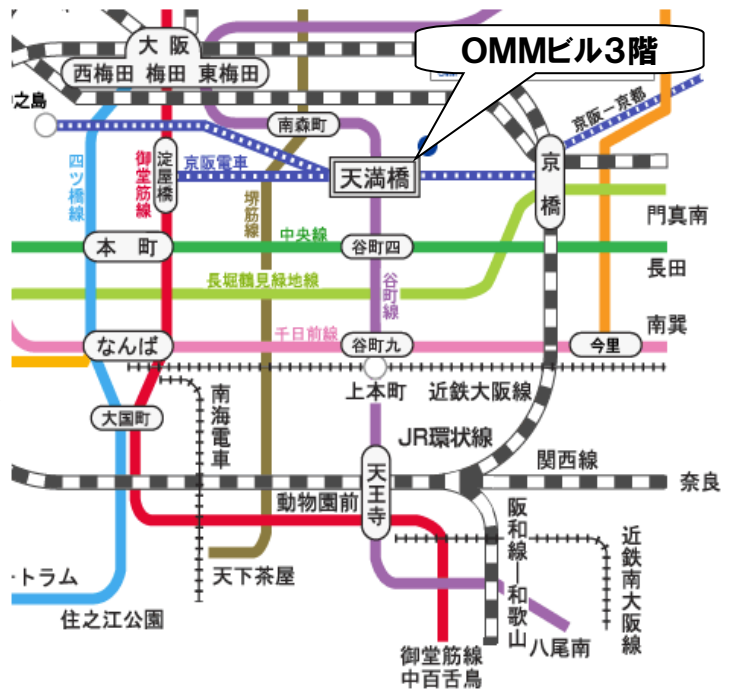 大阪
西梅田 梅田 東梅田
OMMビル3階
之島
南森町
京阪ー京都
四ツ橋線
御堂筋線
淀屋橋
京阪電車
天満橋
京橋
堺筋線
門真南
本町
中央線
谷町四
長田
長堀鶴見緑地線
谷町線
千日前線
南巽
なんば
谷町九
今里
上本町
近鉄大阪線
南海電車
大国町
JR環状線
関西線
天王寺
奈良
動物園前
阪和線ー和歌山
近鉄南大阪線
トラム
天下茶屋
住之江公園
八尾南
御堂筋線
中百舌鳥